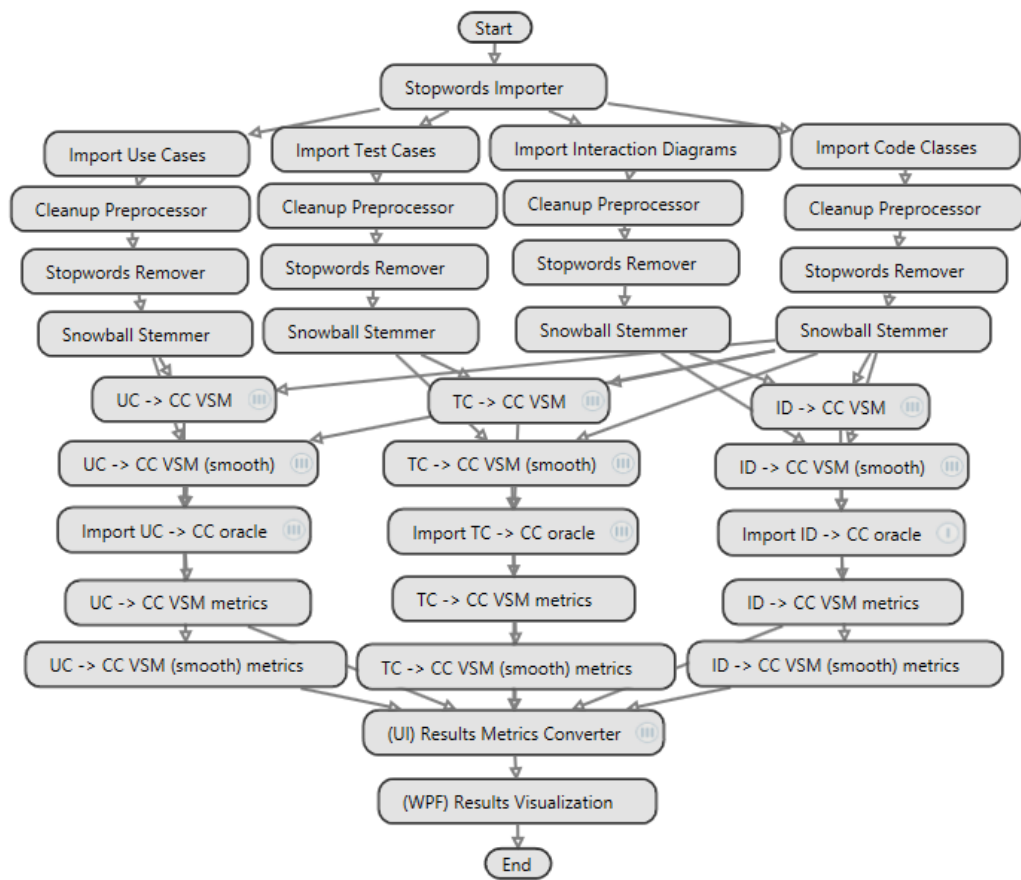 Start
Stopwords Importer
Import Use Cases
Import Test Cases
Import Interaction Diagrams
Import Code Classes
Cleanup Preprocessor
Cleanup Preprocessor
Cleanup Preprocessor
Cleanup Preprocessor
Stopwords Remover
Stopwords Remover
Stopwords Remover
Stopwords Remover
Snowball Stemmer
Snowball Stemmer
Snowball Stemmer
Snowball Stemmer
UC -> CC VSM
TC -> CC VSM
ID -> CC VSM
UC -> CC VSM (smooth)
TC -> CC VSM (smooth)
ID -> CC VSM (smooth)
Import UC -> CC oracle
Import TC -> CC oracle
Import ID -> CC oracle
UC -> CC VSM metrics
TC -> CC VSM metrics
ID -> CC VSM metrics
UC -> CC VSM (smooth) metrics
TC -> CC VSM (smooth) metrics
ID -> CC VSM (smooth) metrics
(UI) Results Metrics Converter
(WPF) Results Visualization
End